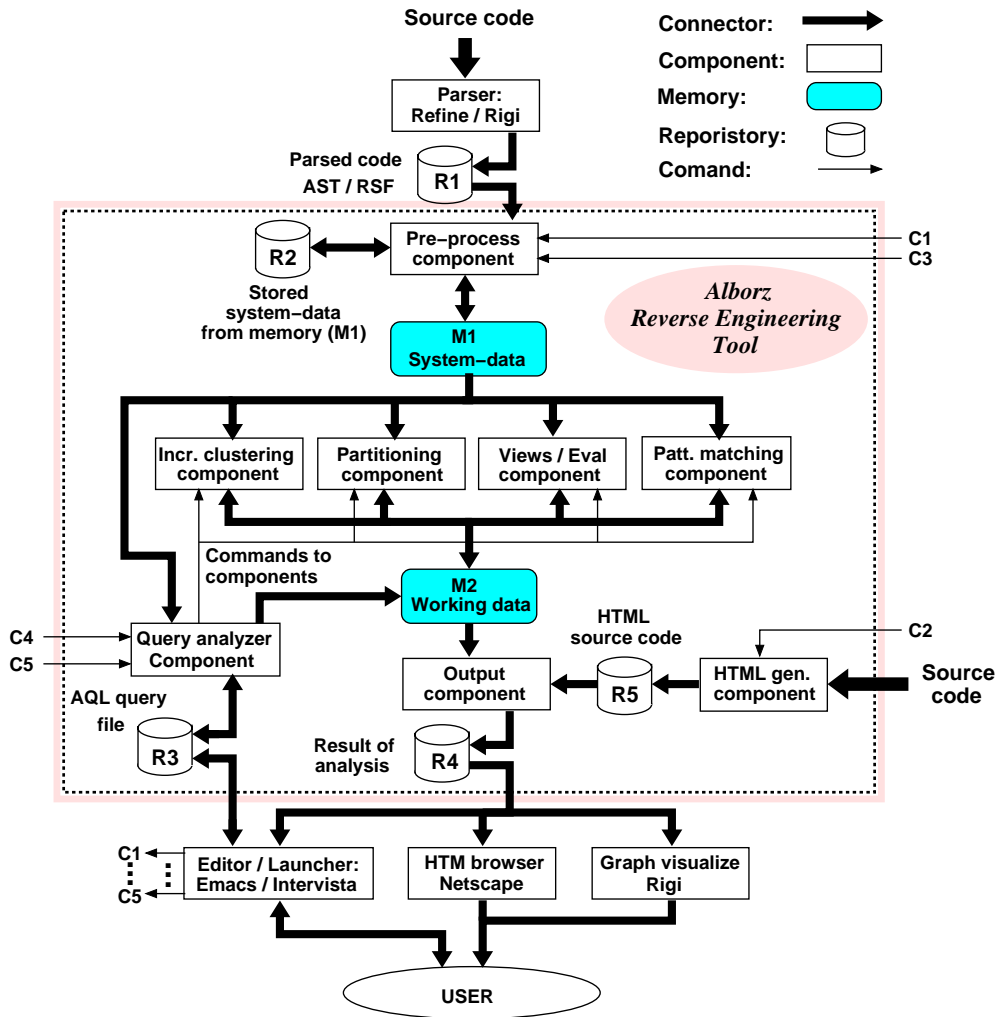 Source code
Connector:
Component:
Memory:
Reporistory:
Comand:
Parser:
Refine / Rigi
Parsed code
AST / RSF
R1
Pre-process
component
C1
C3
R2
Stored
system-data
from memory (M1)
Alborz
Reverse Engineering
Tool
M1
System-data
Incr. clustering
component
Partitioning
component
Views / Eval
component
Patt. matching
component
Commands to
components
M2
Working data
C4
C5
Query analyzer
Component
HTML
source code
C2
Output
component
R5
HTML gen.
component
Source
code
AQL query
file
R3
Result of
analysis
R4
C1
C5
Editor / Launcher:
Emacs / Intervista
HTM browser
Netscape
Graph visualize
Rigi
USER